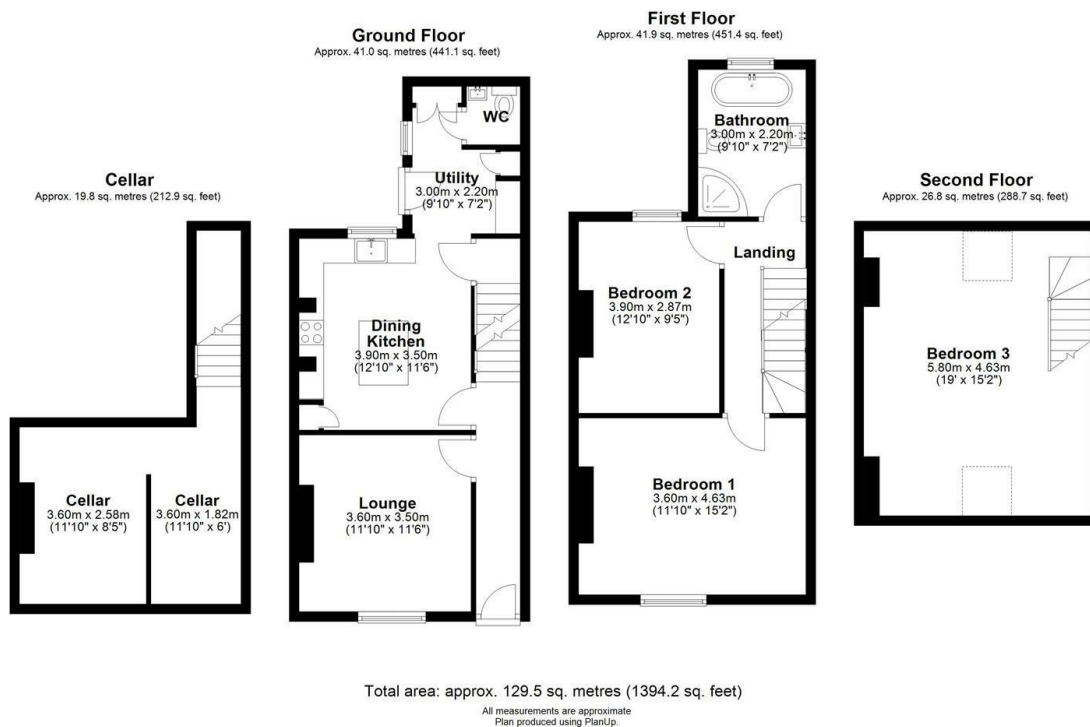 Cellar
Approx. 19.8 sq. metres (212.9 sq. feet)
Cellar
3.60m x 2.58m
(11'10" x 8'5")
Cellar
3.60m x 1.82m
(11'10" x 6')
Ground Floor
Approx. 41.0 sq. metres (441.1 sq. feet)
WC
Utility
3.00m x 2.20m
(9'10" x 7'2")
Dining
Kitchen
3.90m x 3.50m
(12'10" x 11'6")
Lounge
3.60m x 3.50m
(11'10" x 11'6")
First Floor
Approx. 41.9 sq. metres (451.4 sq. feet)
Bathroom
3.00m x 2.20m
(9'10" x 7'2")
Landing
Bedroom 2
3.90m x 2.87m
(12'10" x 9'5")
Bedroom 1
3.60m x 4.63m
(11'10" x 15'2")
Second Floor
Approx. 26.8 sq. metres (288.7 sq. feet)
Bedroom 3
5.80m x 4.63m
(19' x 15'2")
Total area: approx. 129.5 sq. metres (1394.2 sq. feet)
All measurements are approximate
Plan produced using PlanUp.